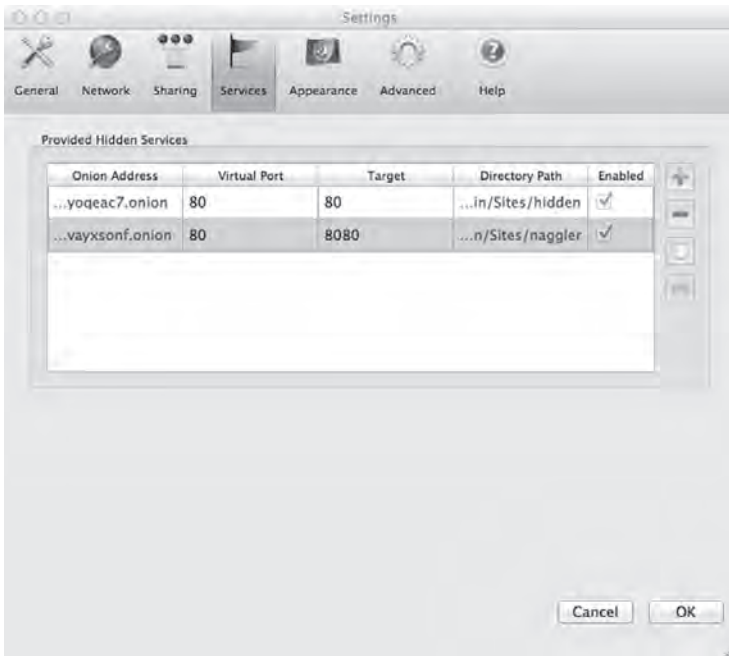 Settings
General Network Sharing Services Appearance Advanced Help
Provided Hidden Services
Onion Address Virtual Port Target Directory Path Enabled
...yoqeac7.onion 80 80 ...in/Sites/hidden
...vayxsonf.onion 80 8080 ...n/Sites/naggler
Cancel OK